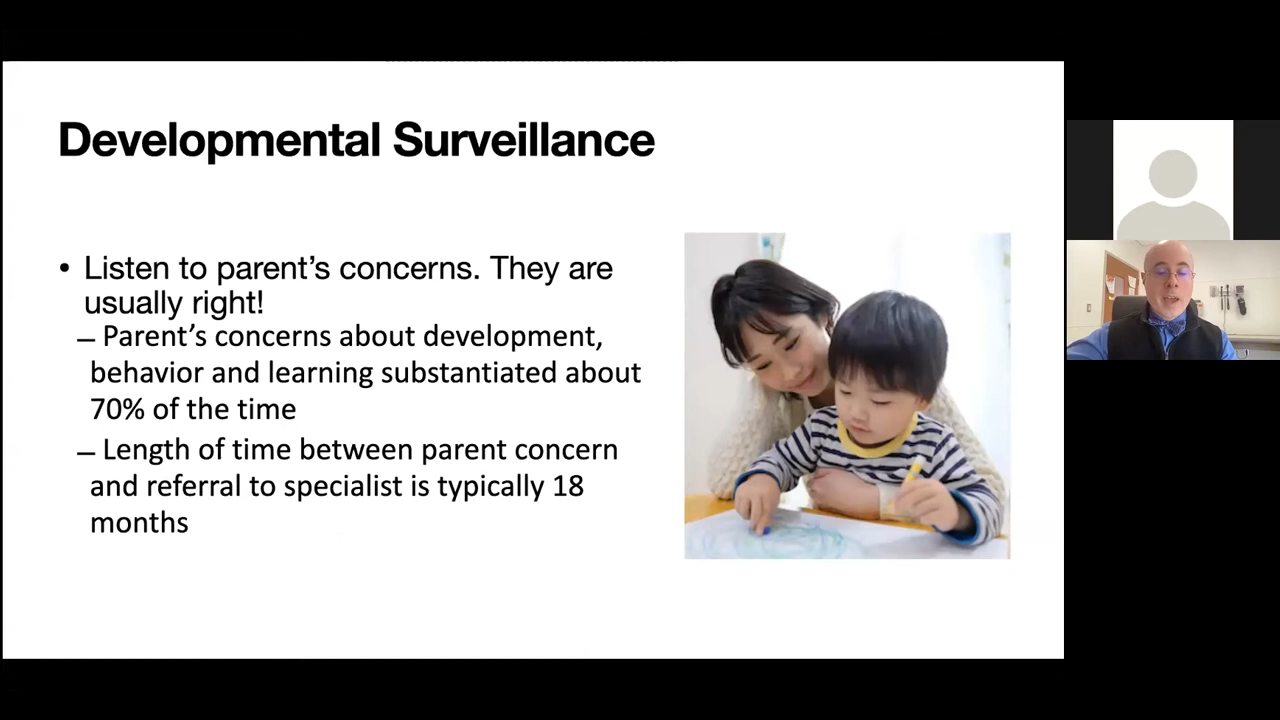 Developmental Surveillance
• Listen to parent’s concerns. They are
usually right!
– Parent’s concerns about development,
behavior and learning substantiated about
70% of the time
– Length of time between parent concern
and referral to specialist is typically 18
months